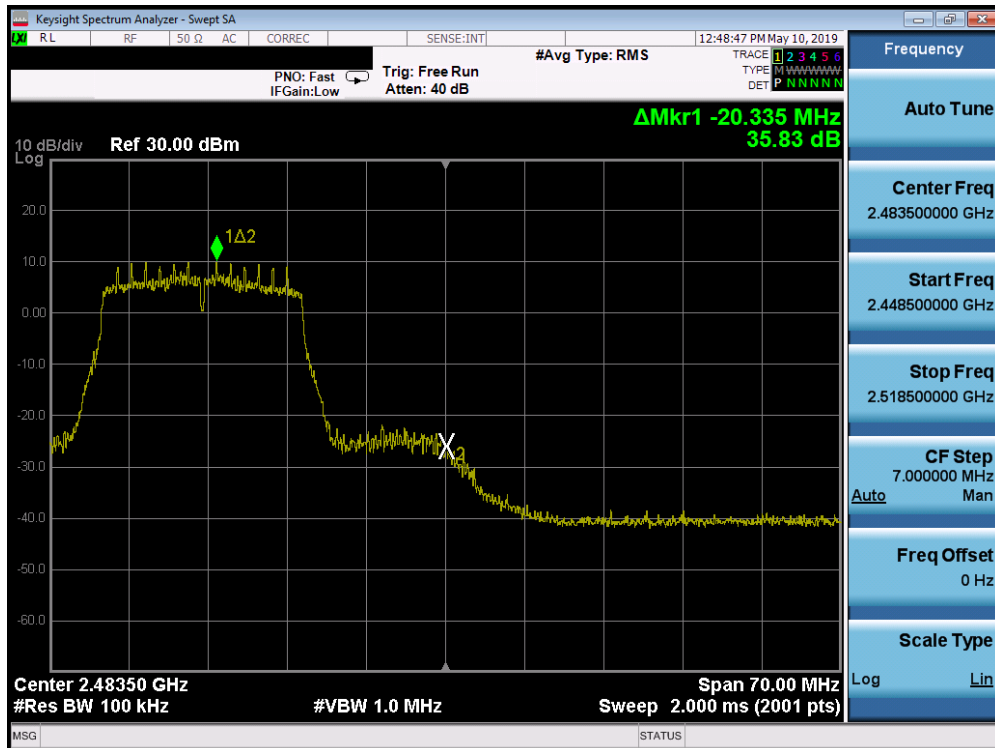 Keysight Spectrum Analyzer - Swept SA
LXI RL RF 50 Ω AC CORREC SENSE:INT 12:48:47 PM May 10, 2019
Frequency
#Avg Type: RMS
TRACE 1 2 3 4 5 6
PNO: Fast Trig: Free Run
TYPE M W W W W W
IFGain:Low Atten: 40 dB
DET P N N N N N
Auto Tune
ΔMkr1 -20.335 MHz
35.83 dB
10 dB/div Ref 30.00 dBm
Log
20.0
10.0
0.00
-10.0
-20.0
-30.0
-40.0
-50.0
-60.0
1Δ2
X2
Center Freq
2.483500000 GHz
Start Freq
2.448500000 GHz
Stop Freq
2.518500000 GHz
CF Step
7.000000 MHz
Auto Man
Freq Offset
0 Hz
Scale Type
Log Lin
Center 2.48350 GHz Span 70.00 MHz
#Res BW 100 kHz #VBW 1.0 MHz Sweep 2.000 ms (2001 pts)
MSG STATUS